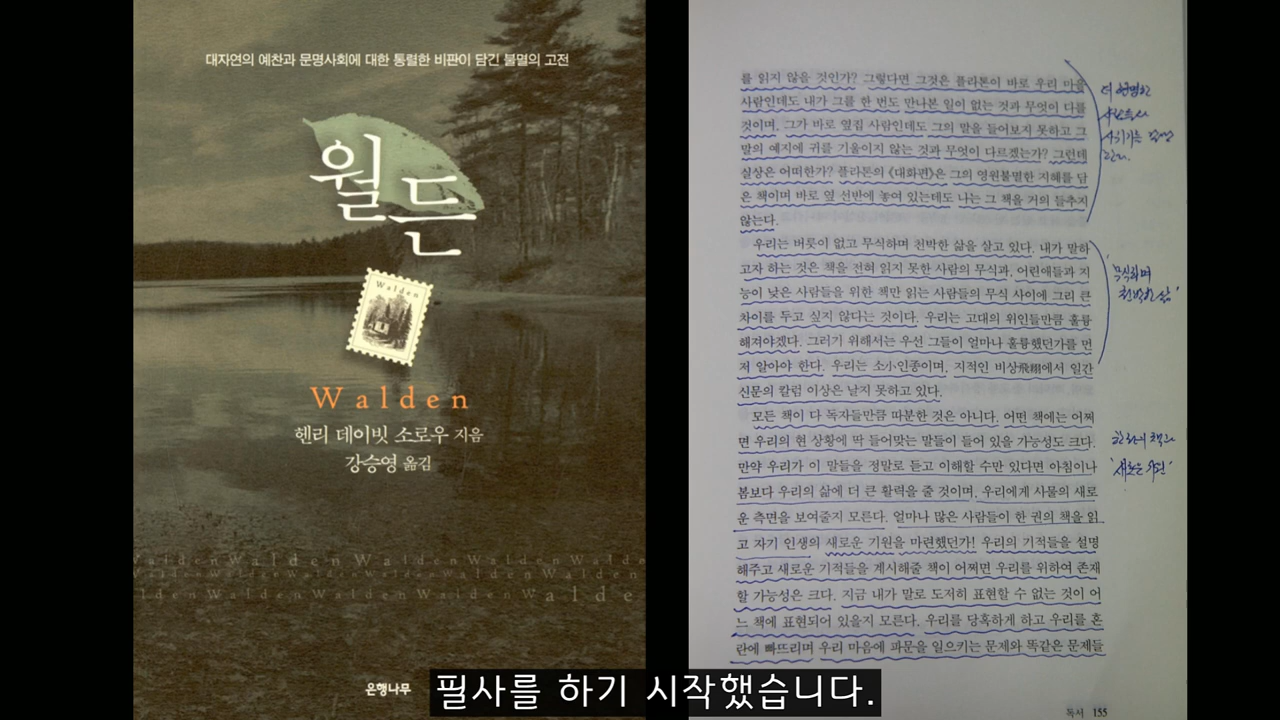 대자연의 예찬과 문명사회에 대한 통렬한 비판이 담긴 불멸의 고전
월든
Walden
Walden
헨리 데이빗 소로우 지음
강승영 옮김
WaldenWaldenWaldenWaldenWalden
은행나무
를 읽지 않을 것인가? 그렇다면 그것은 플라톤이 바로 우리 마을
사람인데도 내가 그를 한 번도 만나본 일이 없는 것과 무엇이 다를
것이며, 그가 바로 옆집 사람인데도 그의 말을 들어보지 못하고 그
말의 예지에 귀를 기울이지 않는 것과 무엇이 다르겠는가? 그런데
실상은 어떠한가? 플라톤의 《대화편》은 그의 영원불멸한 지혜를 담
은 책이며 바로 옆 선반에 놓여 있는데도 나는 그 책을 거의 들추지
않는다.
우리는 버릇이 없고 무식하며 천박한 삶을 살고 있다. 내가 말하
고자 하는 것은 책을 전혀 읽지 못한 사람의 무식과, 어린애들과 지
능이 낮은 사람들을 위한 책만 읽는 사람들의 무식 사이에 그리 큰
차이를 두고 싶지 않다는 것이다. 우리는 고대의 위인들만큼 훌륭
해져야겠다. 그러기 위해서는 우선 그들이 얼마나 훌륭했던가를 먼
저 알아야 한다. 우리는 소小인종이며, 지적인 비상飛翔에서 일간
신문의 칼럼 이상은 날지 못하고 있다.
모든 책이 다 독자들만큼 따분한 것은 아니다. 어떤 책에는 어쩌
면 우리의 현 상황에 딱 들어맞는 말들이 들어 있을 가능성도 크다.
만약 우리가 이 말들을 정말로 듣고 이해할 수만 있다면 아침이나
봄보다 우리의 삶에 더 큰 활력을 줄 것이며, 우리에게 사물의 새로
운 측면을 보여줄지 모른다. 얼마나 많은 사람들이 한 권의 책을 읽
고 자기 인생의 새로운 기원을 마련했던가! 우리의 기적들을 설명
해주고 새로운 기적들을 계시해줄 책이 어쩌면 우리를 위하여 존재
할 가능성은 크다. 지금 내가 말로 도저히 표현할 수 없는 것이 어
느 책에 표현되어 있을지 모른다. 우리를 당혹하게 하고 우리를 혼
란에 빠뜨리며 우리 마음에 파문을 일으키는 문제와 똑같은 문제들
'무식하며
천박한 삶'
독서 155
필사를 하기 시작했습니다.